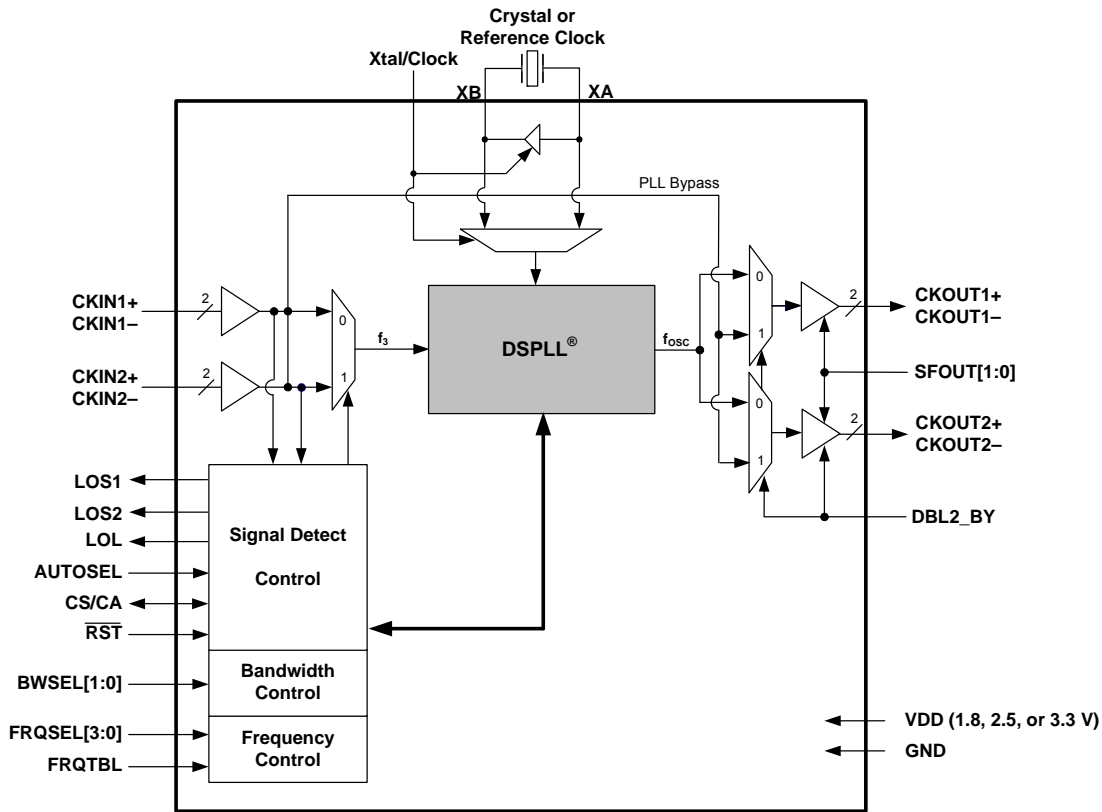 Crystal or
Reference Clock
Xtal/Clock
XB
XA
PLL Bypass
CKIN1+
CKIN1–
2
0
1
f3
DSPLL®
fOSC
0
1
2
CKOUT1+
CKOUT1–
CKIN2+
CKIN2–
2
SFOUT[1:0]
0
1
2
CKOUT2+
CKOUT2–
DBL2_BY
LOS1
LOS2
LOL
AUTOSEL
CS/CA
RST
Signal Detect
Control
BWSEL[1:0]
Bandwidth
Control
FRQSEL[3:0]
FRQTBL
Frequency
Control
VDD (1.8, 2.5, or 3.3 V)
GND